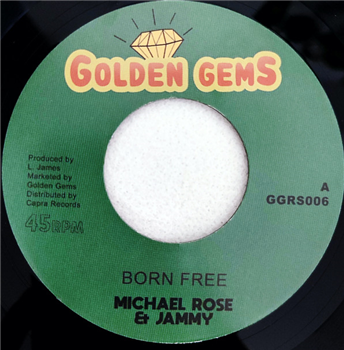 GOLDEN GEMS
Produced by
L. James
Marketed by
Golden Gems
Distributed by
Capra Records
45RPM
A
GGRS006
BORN FREE
MICHAEL ROSE
& JAMMY